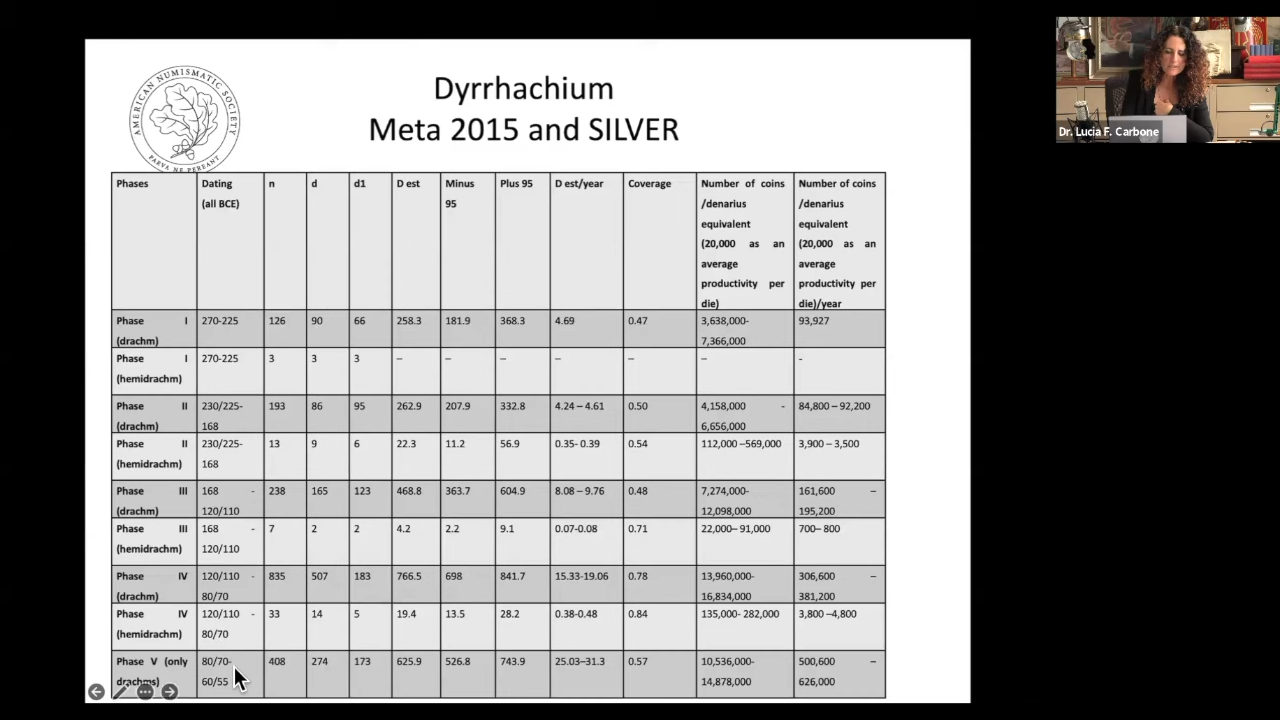 AMERICAN NUMISMATIC SOCIETY
PARVA NE PEREANT
Dyrrhachium
Meta 2015 and SILVER
Dr. Lucia F. Carbone
Phases Dating (all BCE) n d d1 D est Minus 95 Plus 95 D est/year Coverage Number of coins /denarius equivalent (20,000 as an average productivity per die) Number of coins /denarius equivalent (20,000 as an average productivity per die)/year
Phase I (drachm) 270-225 126 90 66 258.3 181.9 368.3 4.69 0.47 3,638,000- 7,366,000 93,927
Phase I (hemidrachm) 270-225 3 3 3 – – – – – – -
Phase II (drachm) 230/225- 168 193 86 95 262.9 207.9 332.8 4.24 – 4.61 0.50 4,158,000 - 6,656,000 84,800 – 92,200
Phase II (hemidrachm) 230/225- 168 13 9 6 22.3 11.2 56.9 0.35- 0.39 0.54 112,000 –569,000 3,900 – 3,500
Phase III (drachm) 168 - 120/110 238 165 123 468.8 363.7 604.9 8.08 – 9.76 0.48 7,274,000- 12,098,000 161,600 – 195,200
Phase III (hemidrachm) 168 - 120/110 7 2 2 4.2 2.2 9.1 0.07-0.08 0.71 22,000– 91,000 700– 800
Phase IV (drachm) 120/110 - 80/70 835 507 183 766.5 698 841.7 15.33-19.06 0.78 13,960,000- 16,834,000 306,600 – 381,200
Phase IV (hemidrachm) 120/110 - 80/70 33 14 5 19.4 13.5 28.2 0.38-0.48 0.84 135,000- 282,000 3,800 –4,800
Phase V (only drachms) 80/70- 60/55 408 274 173 625.9 526.8 743.9 25.03–31.3 0.57 10,536,000- 14,878,000 500,600 – 626,000